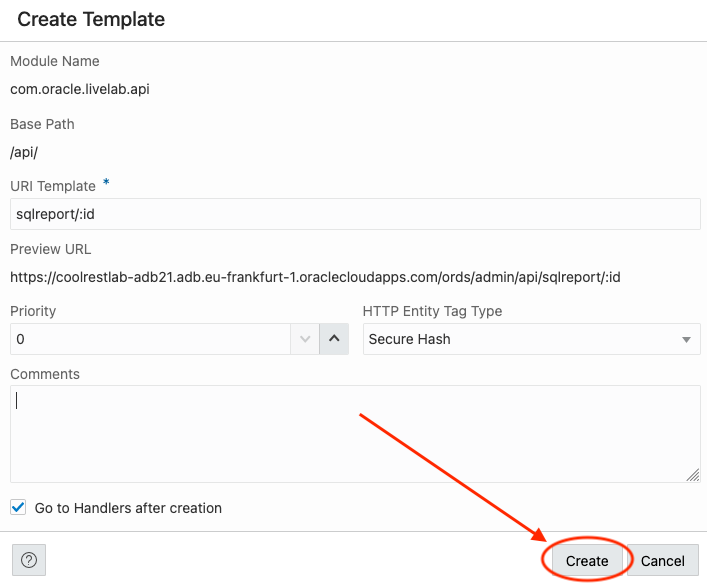 Create Template
Module Name
com.oracle.livelab.api
Base Path
/api/
URI Template *
sqlreport/:id
Preview URL
https://coolrestlab-adb21.adb.eu-frankfurt-1.oraclecloudapps.com/ords/admin/api/sqlreport/:id
Priority HTTP Entity Tag Type
0 Secure Hash
Comments
Go to Handlers after creation
? Create Cancel